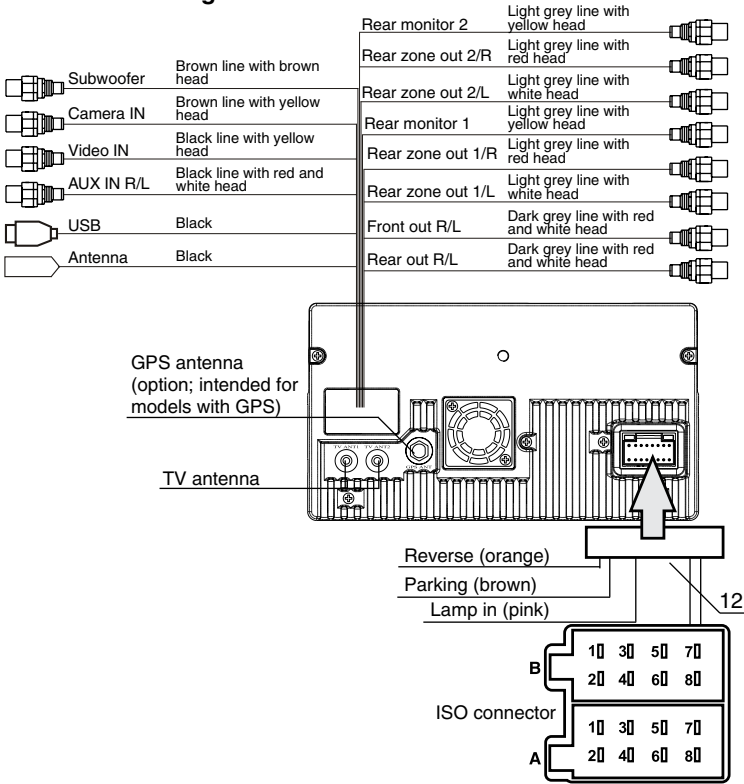 Rear monitor 2
Light grey line with
yellow head
Rear zone out 2/R
Light grey line with
red head
Rear zone out 2/L
Light grey line with
white head
Rear monitor 1
Light grey line with
yellow head
Rear zone out 1/R
Light grey line with
red head
Rear zone out 1/L
Light grey line with
white head
Front out R/L
Dark grey line with red
and white head
Rear out R/L
Dark grey line with red
and white head
Subwoofer
Brown line with brown
head
Camera IN
Brown line with yellow
head
Video IN
Black line with yellow
head
AUX IN R/L
Black line with red and
white head
USB
Black
Antenna
Black
GPS antenna
(option; intended for
models with GPS)
TV antenna
TV ANT1 TV ANT2
GPS ANT
Reverse (orange)
Parking (brown)
Lamp in (pink)
12
B
1 3 5 7
2 4 6 8
ISO connector
A
1 3 5 7
2 4 6 8